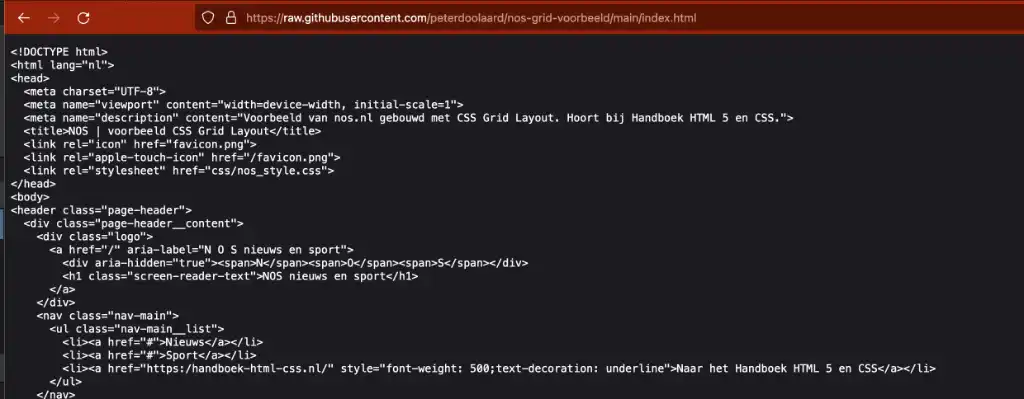 https://raw.githubusercontent.com/peterdoolaard/nos-grid-voorbeeld/main/index.html
<!DOCTYPE html>
<html lang="nl">
<head>
  <meta charset="UTF-8">
  <meta name="viewport" content="width=device-width, initial-scale=1">
  <meta name="description" content="Voorbeeld van nos.nl gebouwd met CSS Grid Layout. Hoort bij Handboek HTML 5 en CSS.">
  <title>NOS | voorbeeld CSS Grid Layout</title>
  <link rel="icon" href="favicon.png">
  <link rel="apple-touch-icon" href="/favicon.png">
  <link rel="stylesheet" href="css/nos_style.css">
</head>
<body>
<header class="page-header">
  <div class="page-header__content">
    <div class="logo">
      <a href="/" aria-label="N O S nieuws en sport">
        <div aria-hidden="true"><span>N</span><span>O</span><span>S</span></div>
        <h1 class="screen-reader-text">NOS nieuws en sport</h1>
      </a>
    </div>
    <nav class="nav-main">
      <ul class="nav-main__list">
        <li><a href="#">Nieuws</a></li>
        <li><a href="#">Sport</a></li>
        <li><a href="https:/handboek-html-css.nl/" style="font-weight: 500;text-decoration: underline">Naar het Handboek HTML 5 en CSS</a></li>
      </ul>
    </nav>